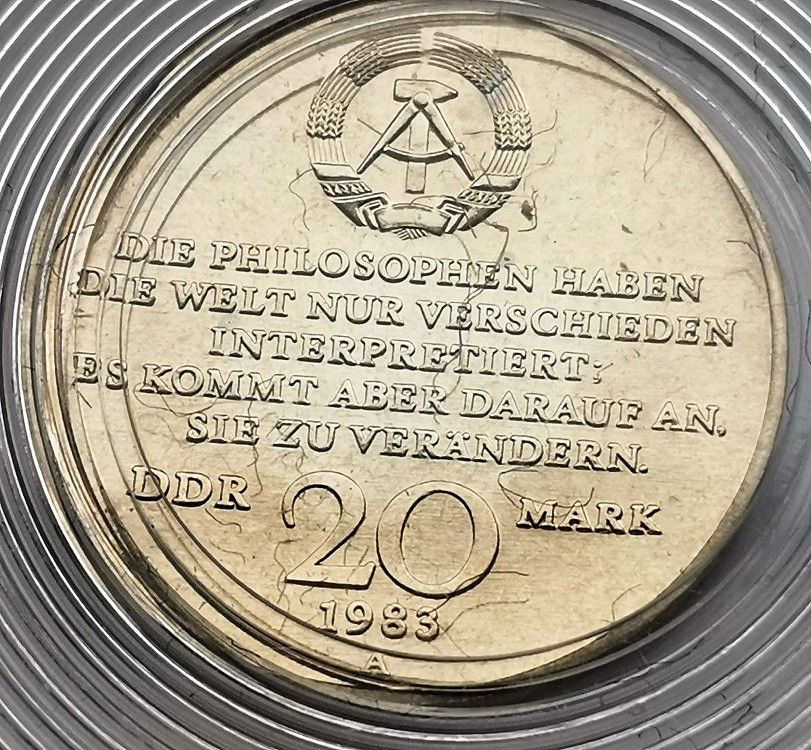 DIE PHILOSOPHEN HABEN
DIE WELT NUR VERSCHIEDEN
INTERPRETIERT;
ES KOMMT ABER DARAUF AN,
SIE ZU VERÄNDERN.
DDR 20 MARK
1983
A